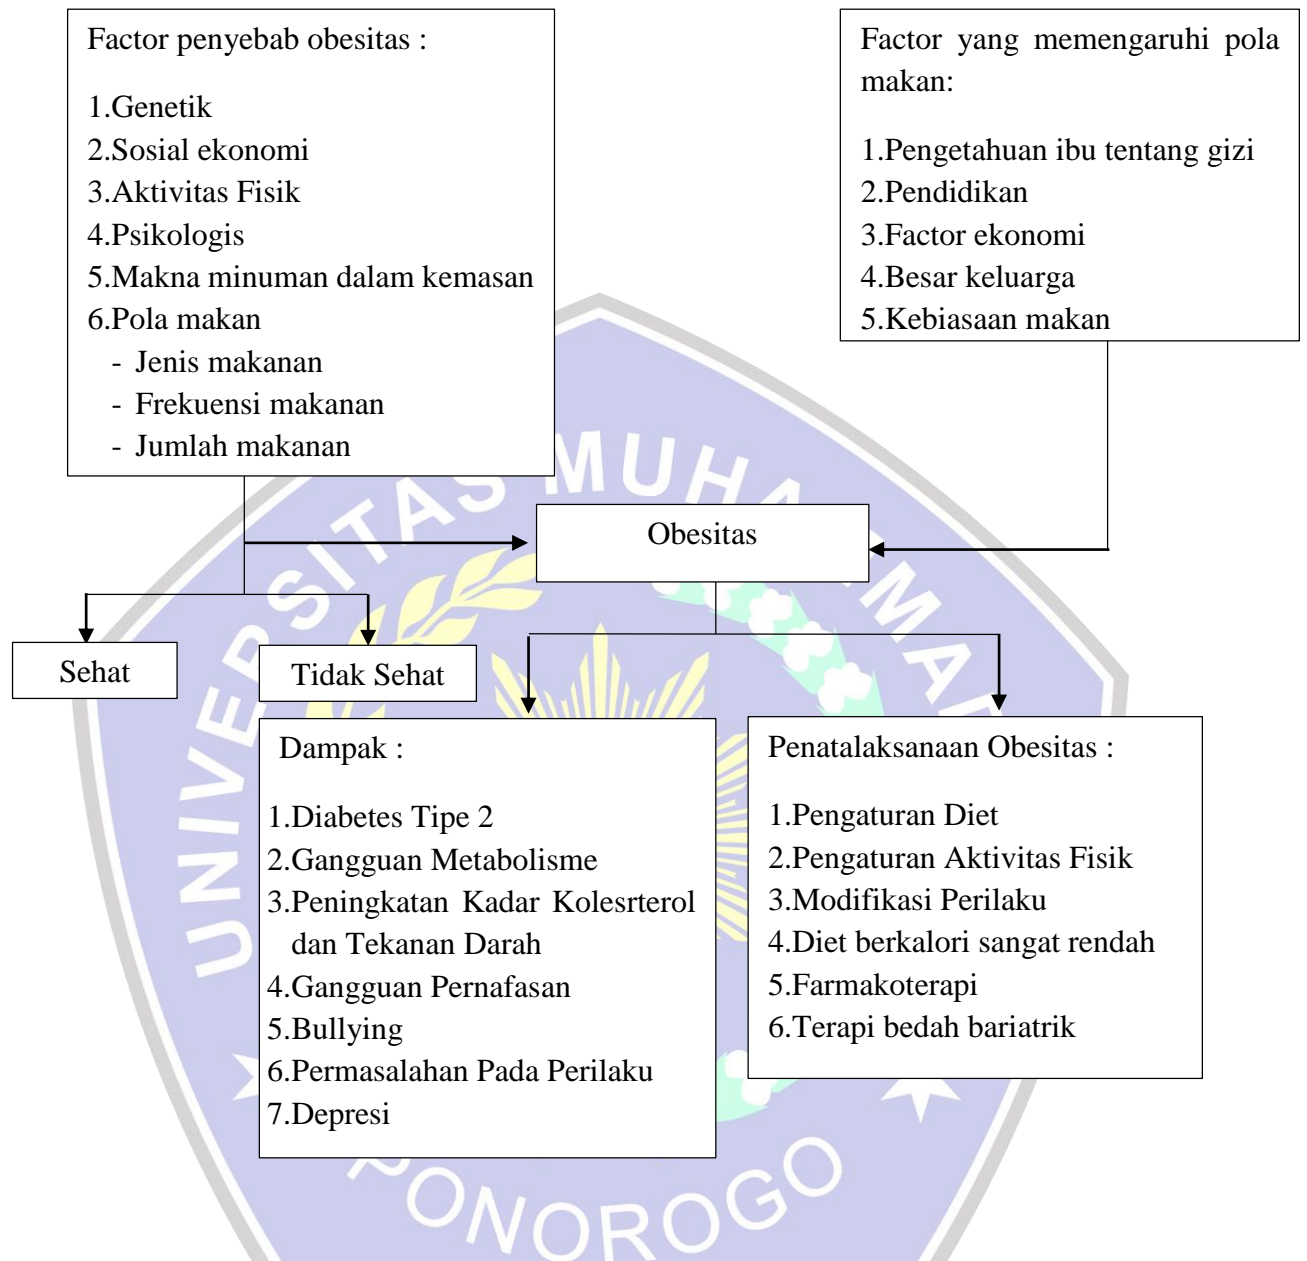 Factor penyebab obesitas :
1.Genetik
2.Sosial ekonomi
3.Aktivitas Fisik
4.Psikologis
5.Makna minuman dalam kemasan
6.Pola makan
- Jenis makanan
- Frekuensi makanan
- Jumlah makanan
Factor yang memengaruhi pola
makan:
1.Pengetahuan ibu tentang gizi
2.Pendidikan
3.Factor ekonomi
4.Besar keluarga
5.Kebiasaan makan
Obesitas
Sehat
Tidak Sehat
Dampak :
1.Diabetes Tipe 2
2.Gangguan Metabolisme
3.Peningkatan Kadar Kolesrterol
dan Tekanan Darah
4.Gangguan Pernafasan
5.Bullying
6.Permasalahan Pada Perilaku
7.Depresi
Penatalaksanaan Obesitas :
1.Pengaturan Diet
2.Pengaturan Aktivitas Fisik
3.Modifikasi Perilaku
4.Diet berkalori sangat rendah
5.Farmakoterapi
6.Terapi bedah bariatrik
PONOROGO